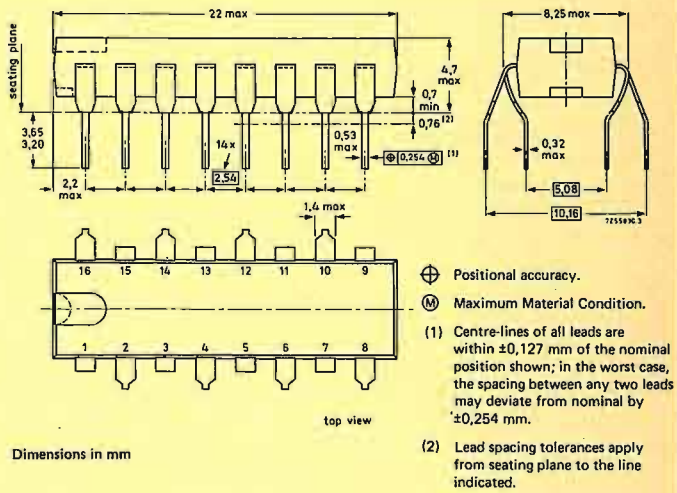 22 max
8,25 max
seating plane
4,7
max
0,7
min
0,76 (2)
3,65
3,20
14x
0,53
max
⌖ 0,254 Ⓜ (1)
0,32
max
2,2
max
2,54
5,08
10,16
1,4 max
16 15 14 13 12 11 10 9
1 2 3 4 5 6 7 8
top view
Dimensions in mm
⌖ Positional accuracy.
Ⓜ Maximum Material Condition.
(1) Centre-lines of all leads are
within ±0,127 mm of the nominal
position shown; in the worst case,
the spacing between any two leads
may deviate from nominal by
±0,254 mm.
(2) Lead spacing tolerances apply
from seating plane to the line
indicated.